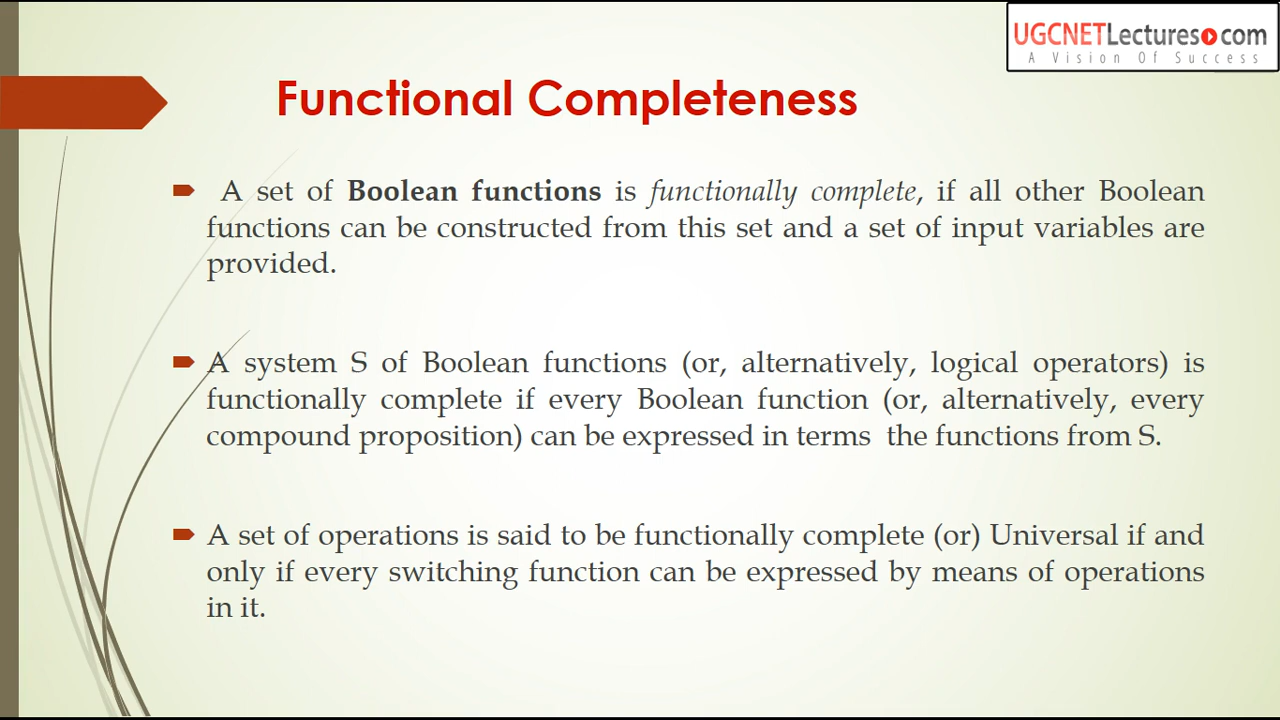 UGCNETLectures.com
A Vision Of Success
Functional Completeness
A set of Boolean functions is functionally complete, if all other Boolean
functions can be constructed from this set and a set of input variables are
provided.
A system S of Boolean functions (or, alternatively, logical operators) is
functionally complete if every Boolean function (or, alternatively, every
compound proposition) can be expressed in terms the functions from S.
A set of operations is said to be functionally complete (or) Universal if and
only if every switching function can be expressed by means of operations
in it.